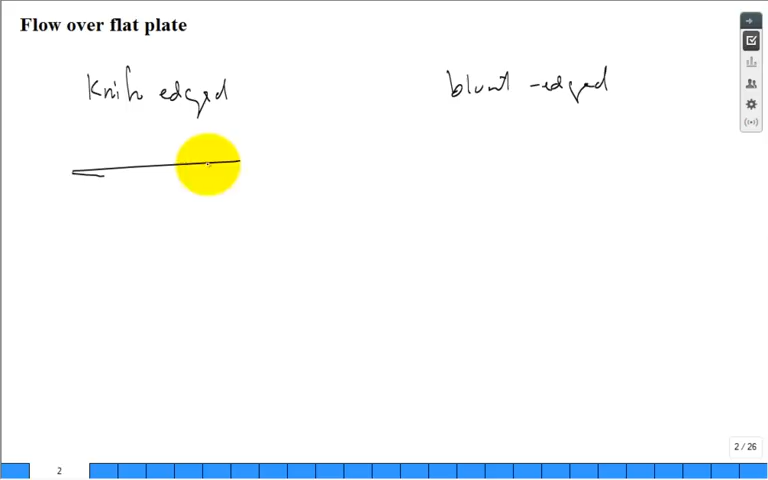 Flow over flat plate
Knife edged
blunt -edged
2 / 26
2